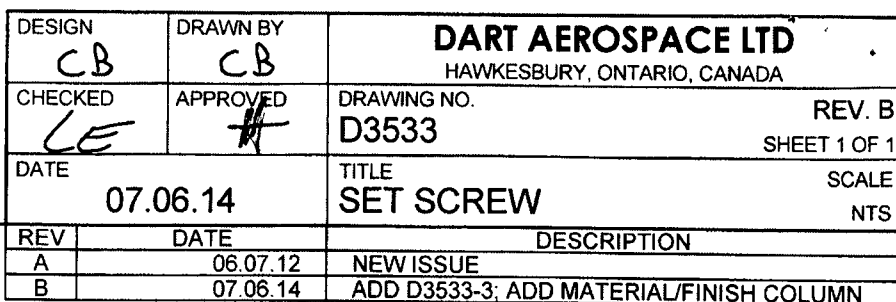 DESIGN
CB
DRAWN BY
CB
DART AEROSPACE LTD
HAWKESBURY, ONTARIO, CANADA
CHECKED
LE
APPROVED
DRAWING NO.
D3533
REV. B
SHEET 1 OF 1
DATE
07.06.14
TITLE
SET SCREW
SCALE
NTS
REV DATE DESCRIPTION
A 06.07.12 NEW ISSUE
B 07.06.14 ADD D3533-3; ADD MATERIAL/FINISH COLUMN